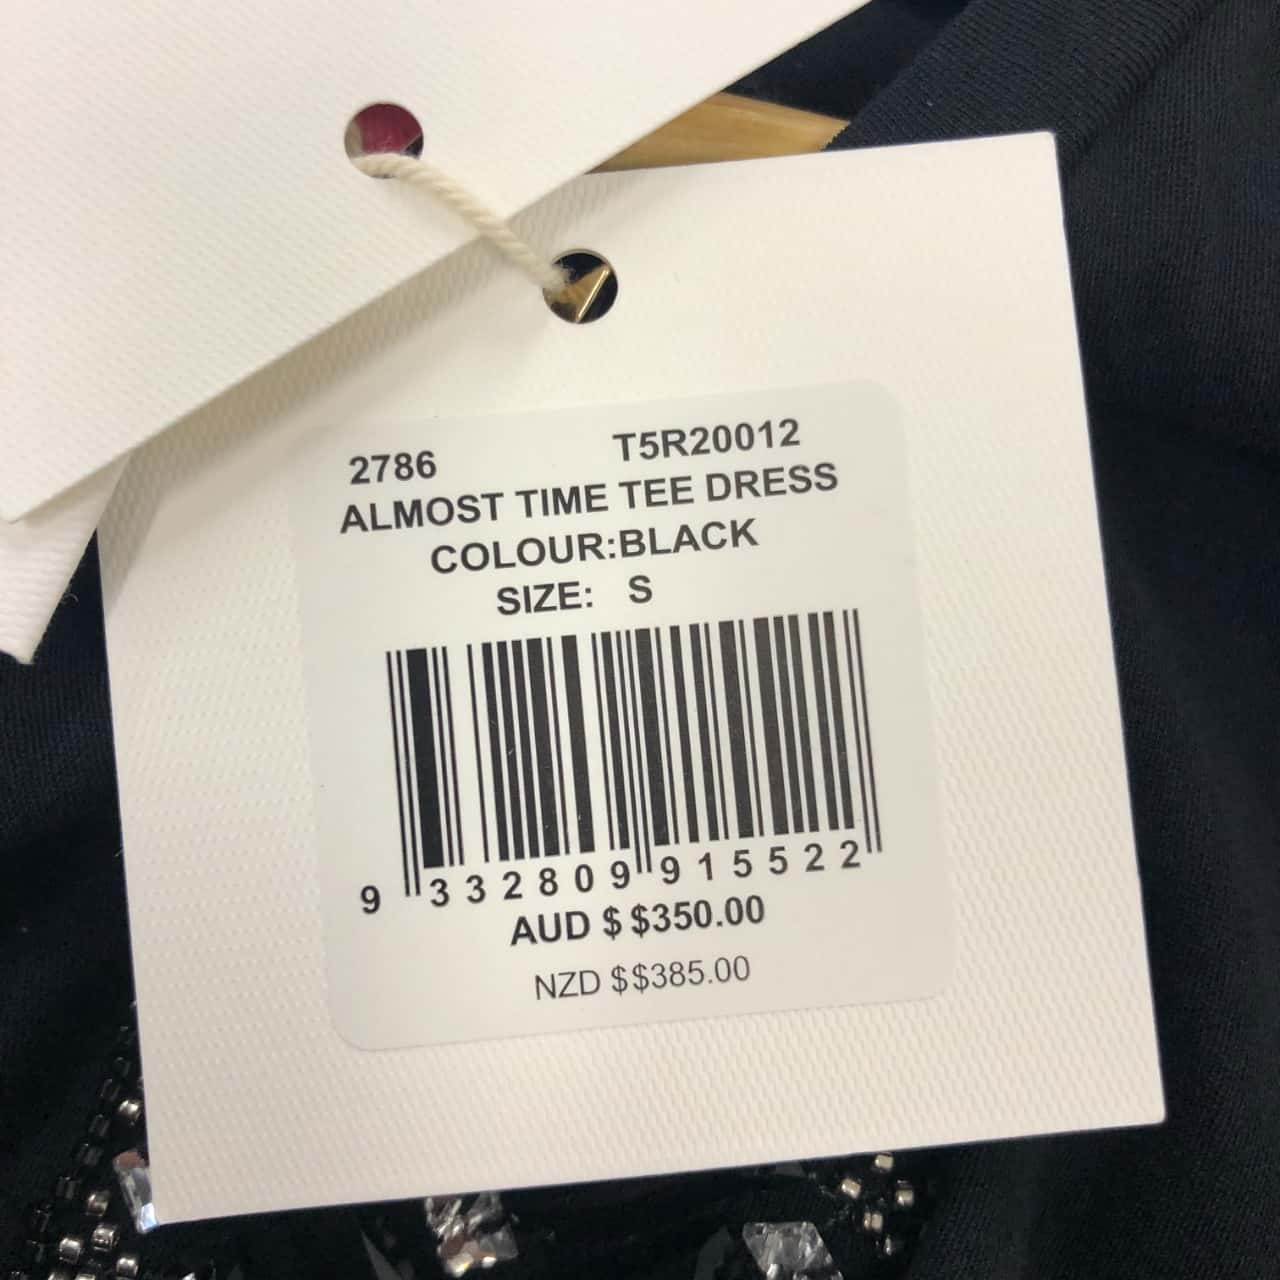 2786 T5R20012
ALMOST TIME TEE DRESS
COLOUR:BLACK
SIZE: S
9 332809 915522
AUD $ $350.00
NZD $$385.00